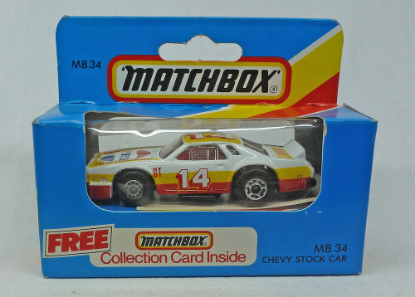 MB 34
MATCHBOX®
14
FREE
MATCHBOX
Collection Card Inside
MB 34
CHEVY STOCK CAR